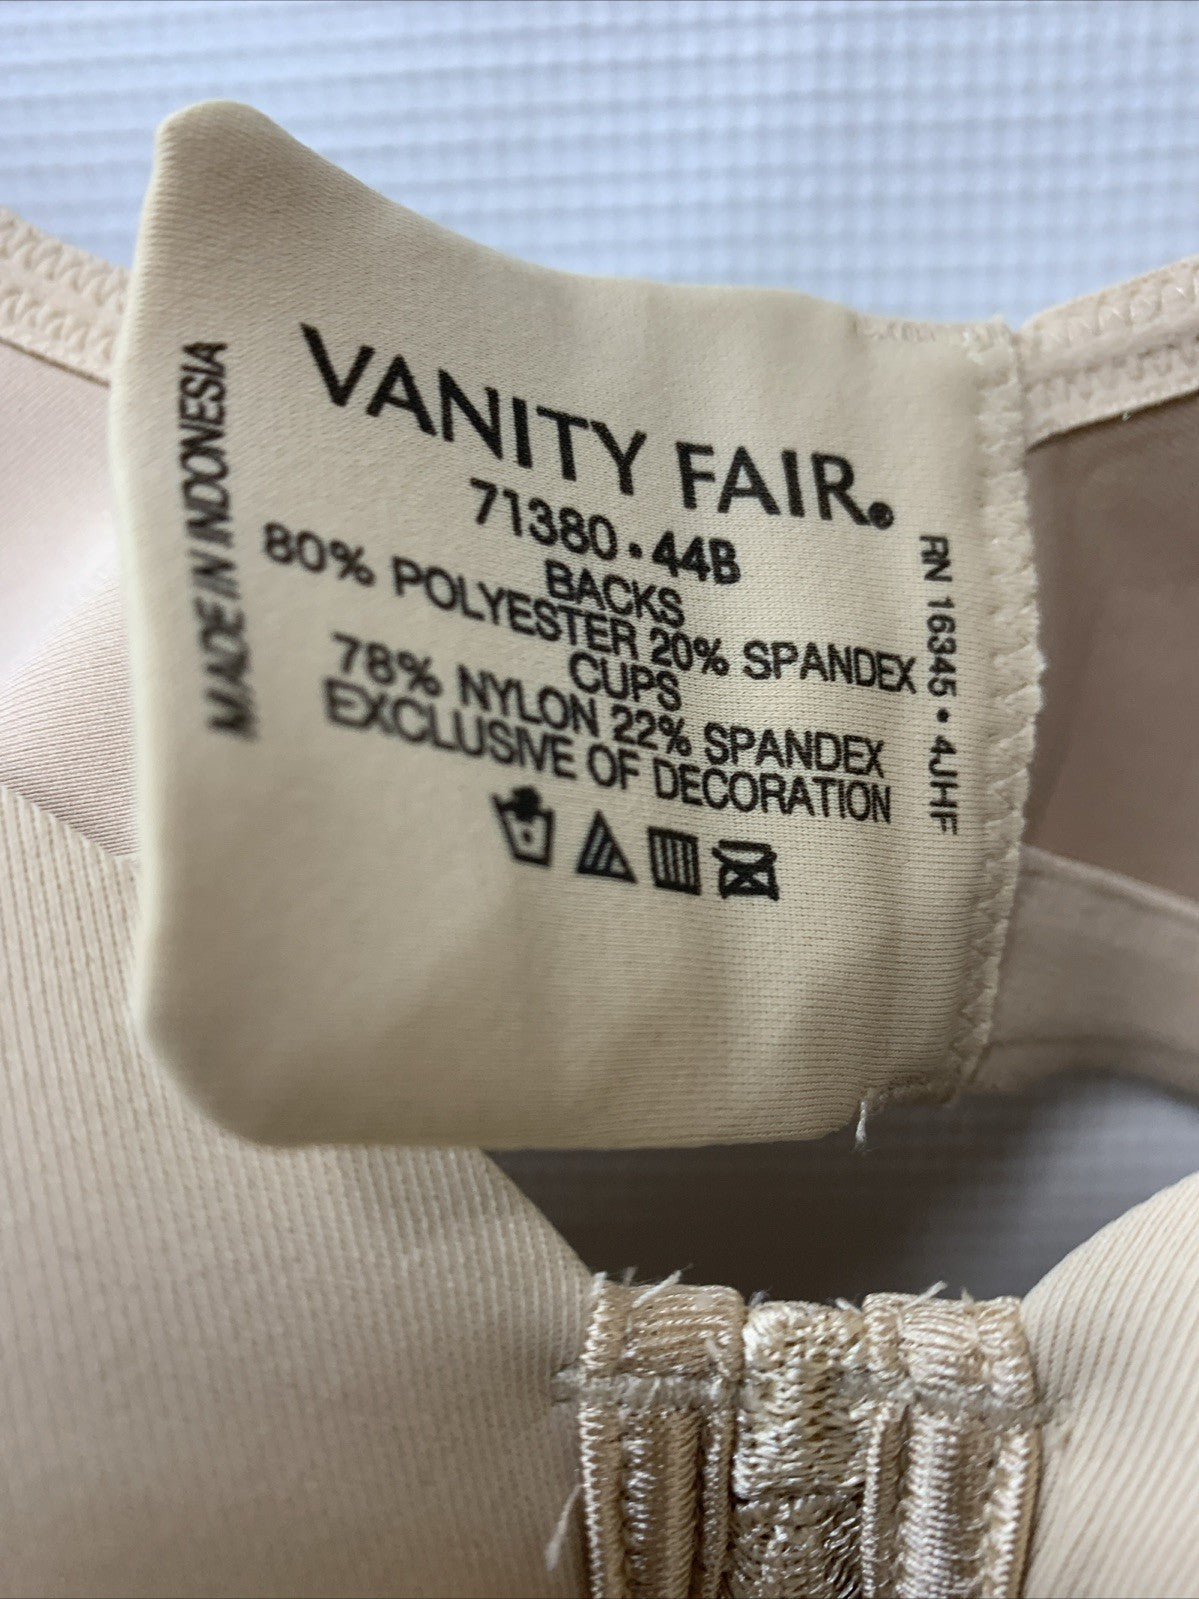 VANITY FAIR®
71380 • 44B
BACKS
80% POLYESTER 20% SPANDEX
CUPS
78% NYLON 22% SPANDEX
EXCLUSIVE OF DECORATION
MADE IN INDONESIA
RN 16345 • 4JHF